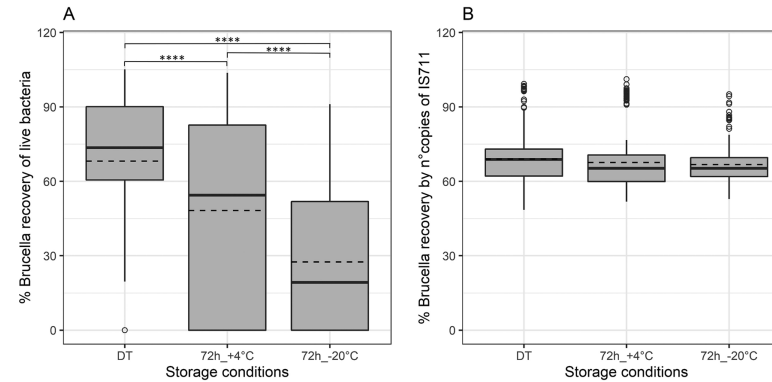 A
% Brucella recovery of live bacteria
120
90
60
30
0
****
****
****
DT
72h_+4°C
72h_-20°C
Storage conditions
B
% Brucella recovery by n°copies of IS711
120
90
60
30
0
DT
72h_+4°C
72h_-20°C
Storage conditions